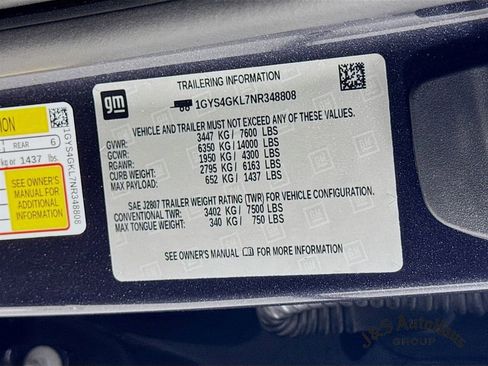 TRAILERING INFORMATION
gm
1GYS4GKL7NR348808
VEHICLE AND TRAILER MUST NOT EXCEED ANY OF THESE VALUES.
GVWR: 3447 KG/ 7600 LBS
GCWR: 6350 KG/14000 LBS
RGAWR: 1950 KG/ 4300 LBS
CURB WEIGHT: 2795 KG/ 6163 LBS
MAX PAYLOAD: 652 KG/ 1437 LBS
SAE J2807 TRAILER WEIGHT RATING (TWR) FOR VEHICLE CONFIGURATION.
TWR: 3402 KG/ 7500 LBS
MAX TONGUE WEIGHT: 340 KG/ 750 LBS
SEE OWNER'S MANUAL FOR MORE INFORMATION
REAR 6
kg or 1437 lbs.
SEE OWNER'S
MANUAL FOR
ADDITIONAL
INFORMATION
1GYS4GKL7NR348808
J&S AutoHaus
GROUP